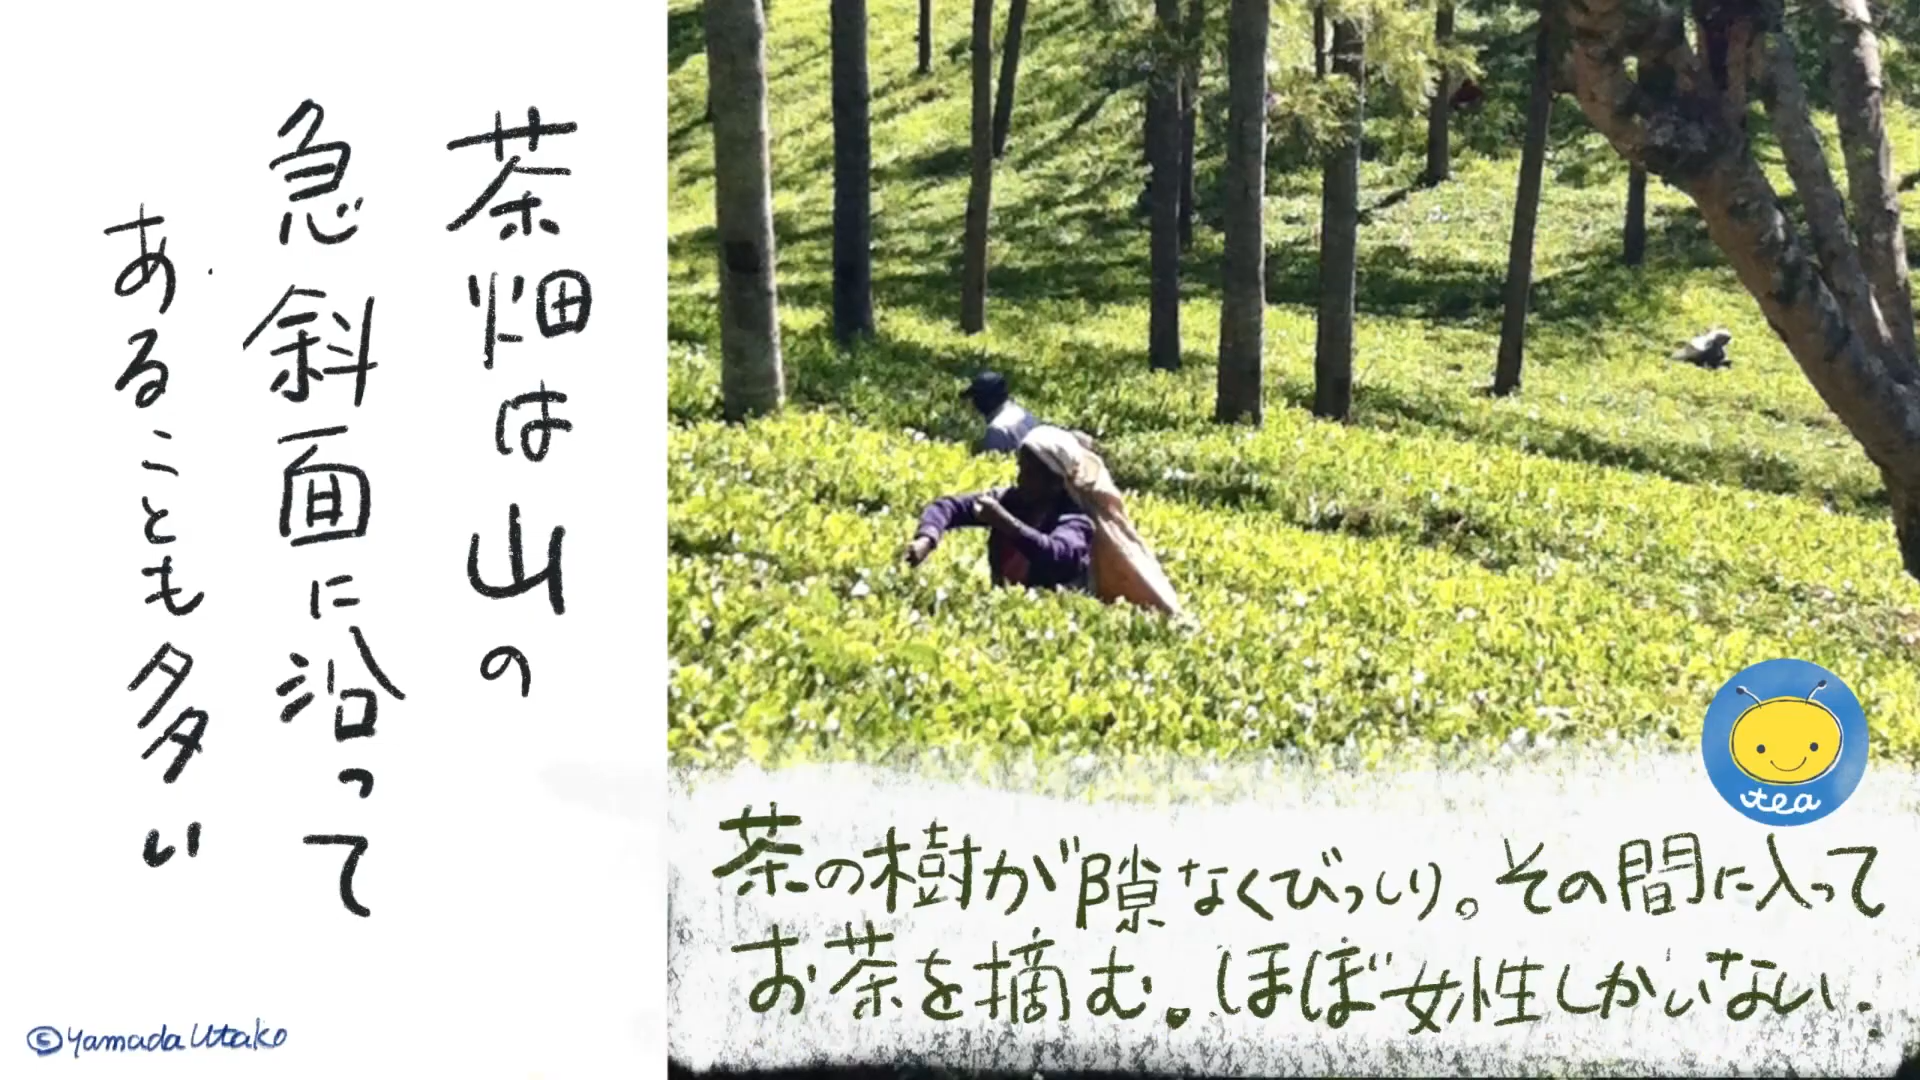 茶畑は山の
急斜面に沿って
あることも多い
茶の樹が隙なくびっしり。その間に入って
お茶を摘む。ほぼ女性しかいない.
tea
©Yamada Utako